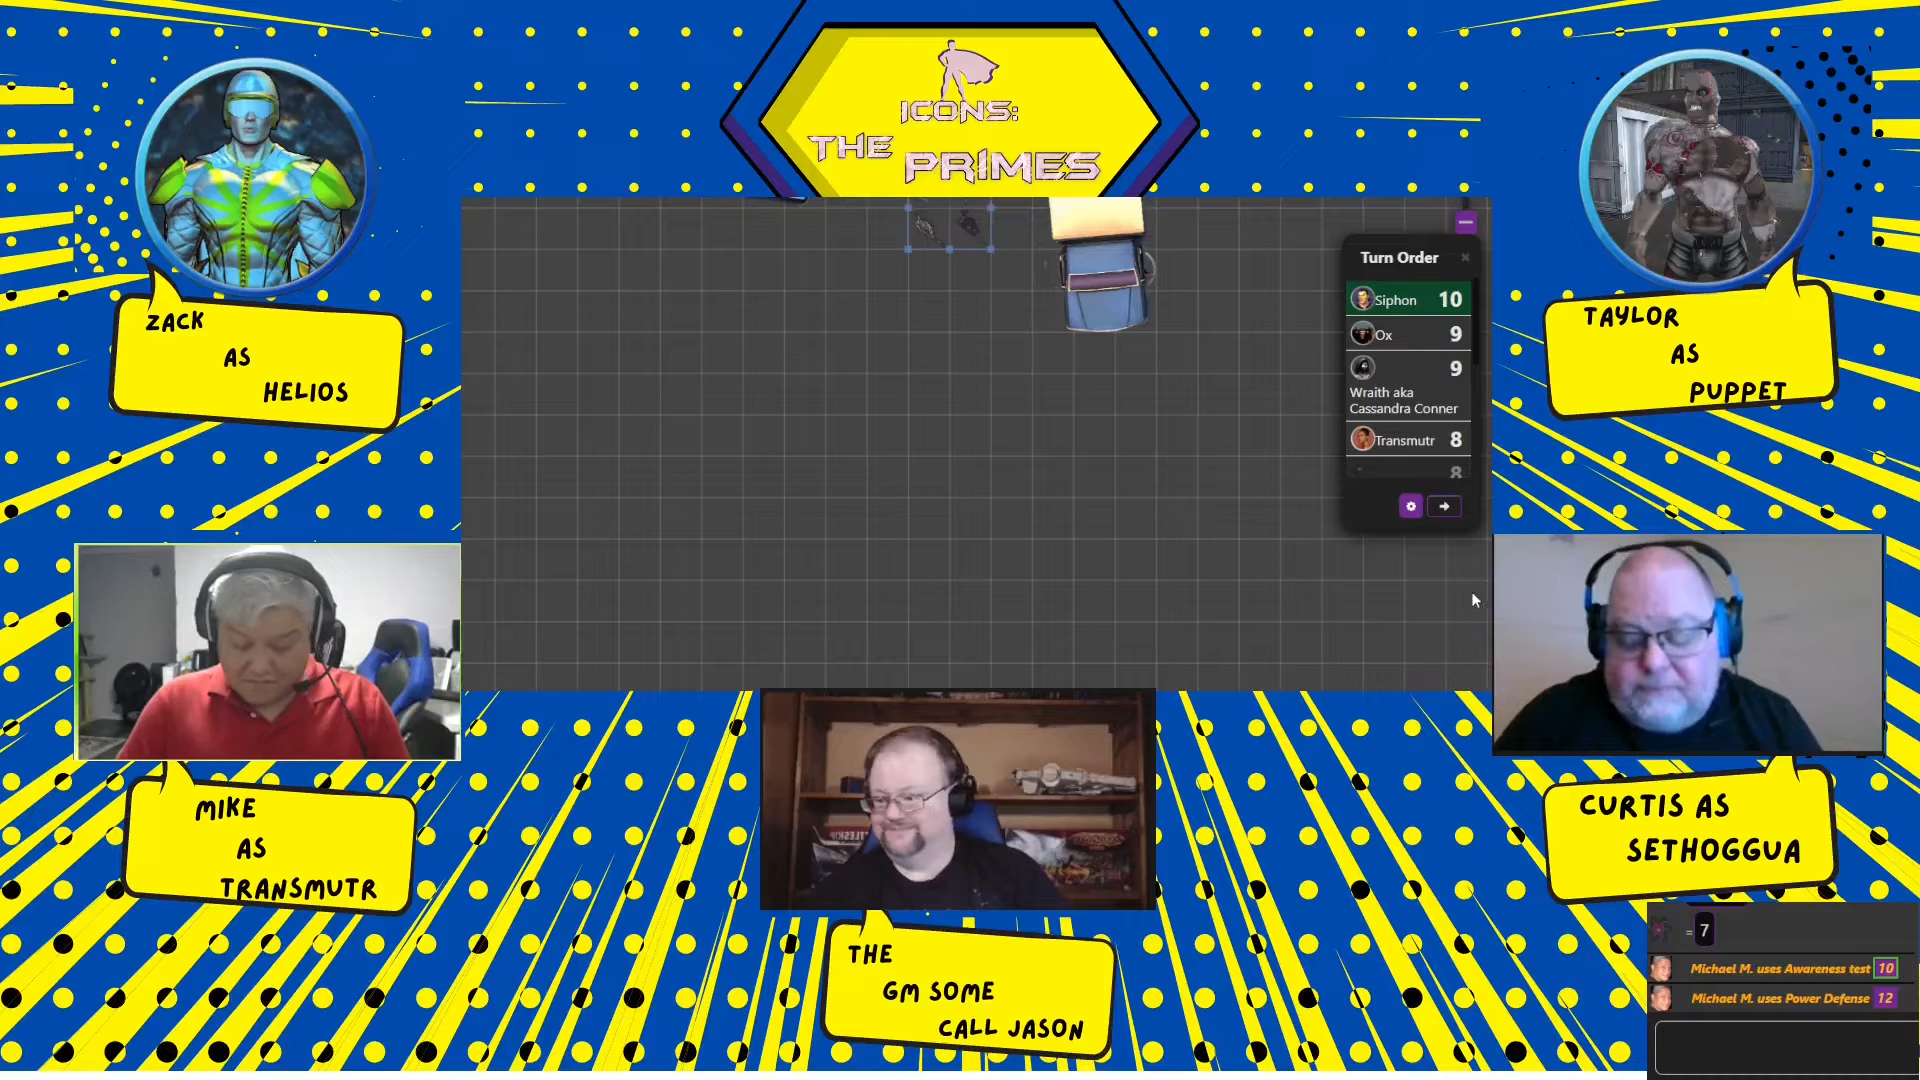 ICONS:
THE PRIMES
ZACK
AS
HELIOS
TAYLOR
AS
PUPPET
Turn Order ×
Siphon 10
Ox 9
9
Wraith aka
Cassandra Conner
Transmutr 8
8
MIKE
AS
TRANSMUTR
THE
GM SOME
CALL JASON
CURTIS AS
SETHOGGUA
=7
Michael M. uses Awareness test 10
Michael M. uses Power Defense 12